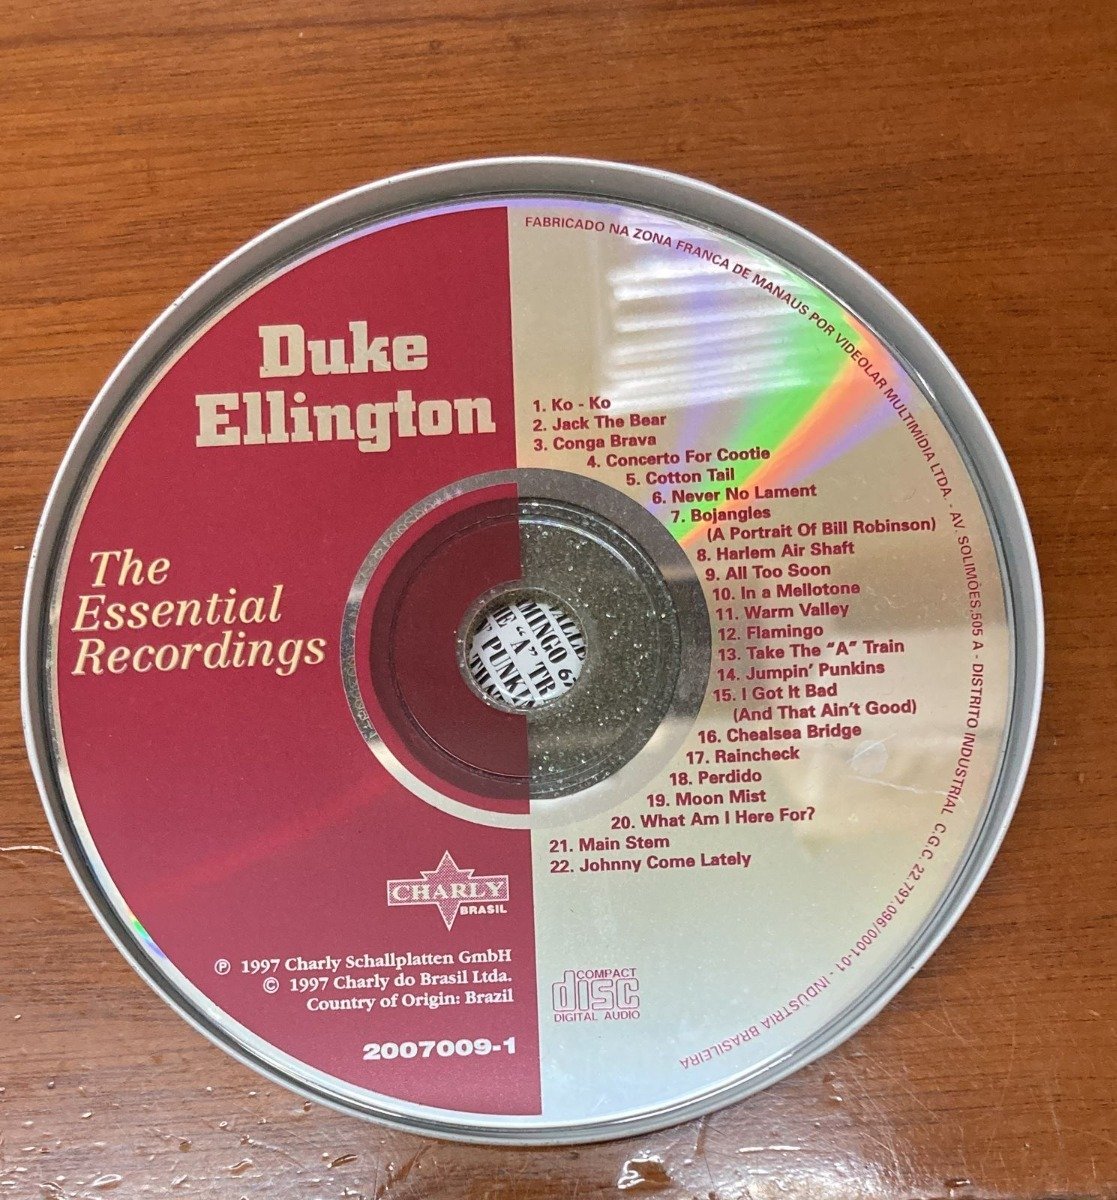 FABRICADO NA ZONA FRANCA DE MANAUS POR VIDEOLAR MULTIMÍDIA LTDA. - AV. SOLIMÕES, 505 A - DISTRITO INDUSTRIAL C.G.C. 22.797.096/0001-01 - INDÚSTRIA BRASILEIRA
Duke
Ellington
The
Essential
Recordings
1. Ko - Ko
2. Jack The Bear
3. Conga Brava
4. Concerto For Cootie
5. Cotton Tail
6. Never No Lament
7. Bojangles
(A Portrait Of Bill Robinson)
8. Harlem Air Shaft
9. All Too Soon
10. In a Mellotone
11. Warm Valley
12. Flamingo
13. Take The "A" Train
14. Jumpin' Punkins
15. I Got It Bad
(And That Ain't Good)
16. Chealsea Bridge
17. Raincheck
18. Perdido
19. Moon Mist
20. What Am I Here For?
21. Main Stem
22. Johnny Come Lately
MINGO 6
"A" TR
PUNKIN
CHARLY
BRASIL
℗ 1997 Charly Schallplatten GmbH
© 1997 Charly do Brasil Ltda.
Country of Origin: Brazil
2007009-1
COMPACT
disc
DIGITAL AUDIO